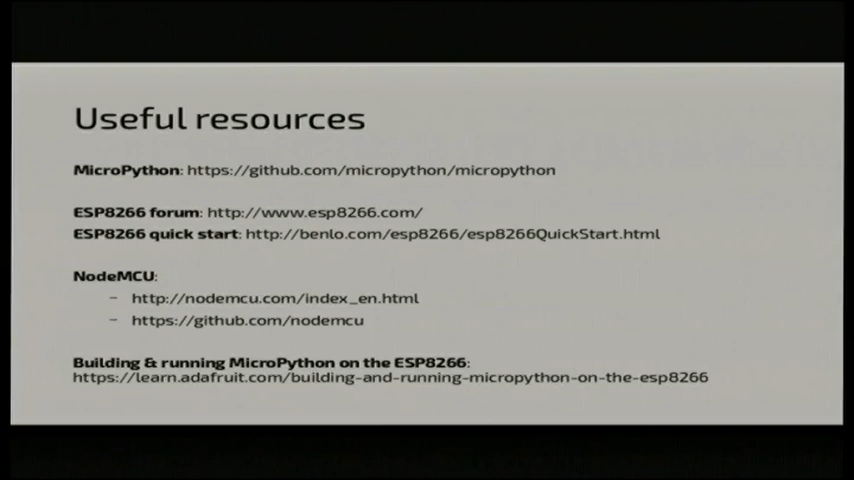 Useful resources
MicroPython: https://github.com/micropython/micropython
ESP8266 forum: http://www.esp8266.com/
ESP8266 quick start: http://benlo.com/esp8266/esp8266QuickStart.html
NodeMCU:
– http://nodemcu.com/index_en.html
– https://github.com/nodemcu
Building & running MicroPython on the ESP8266:
https://learn.adafruit.com/building-and-running-micropython-on-the-esp8266